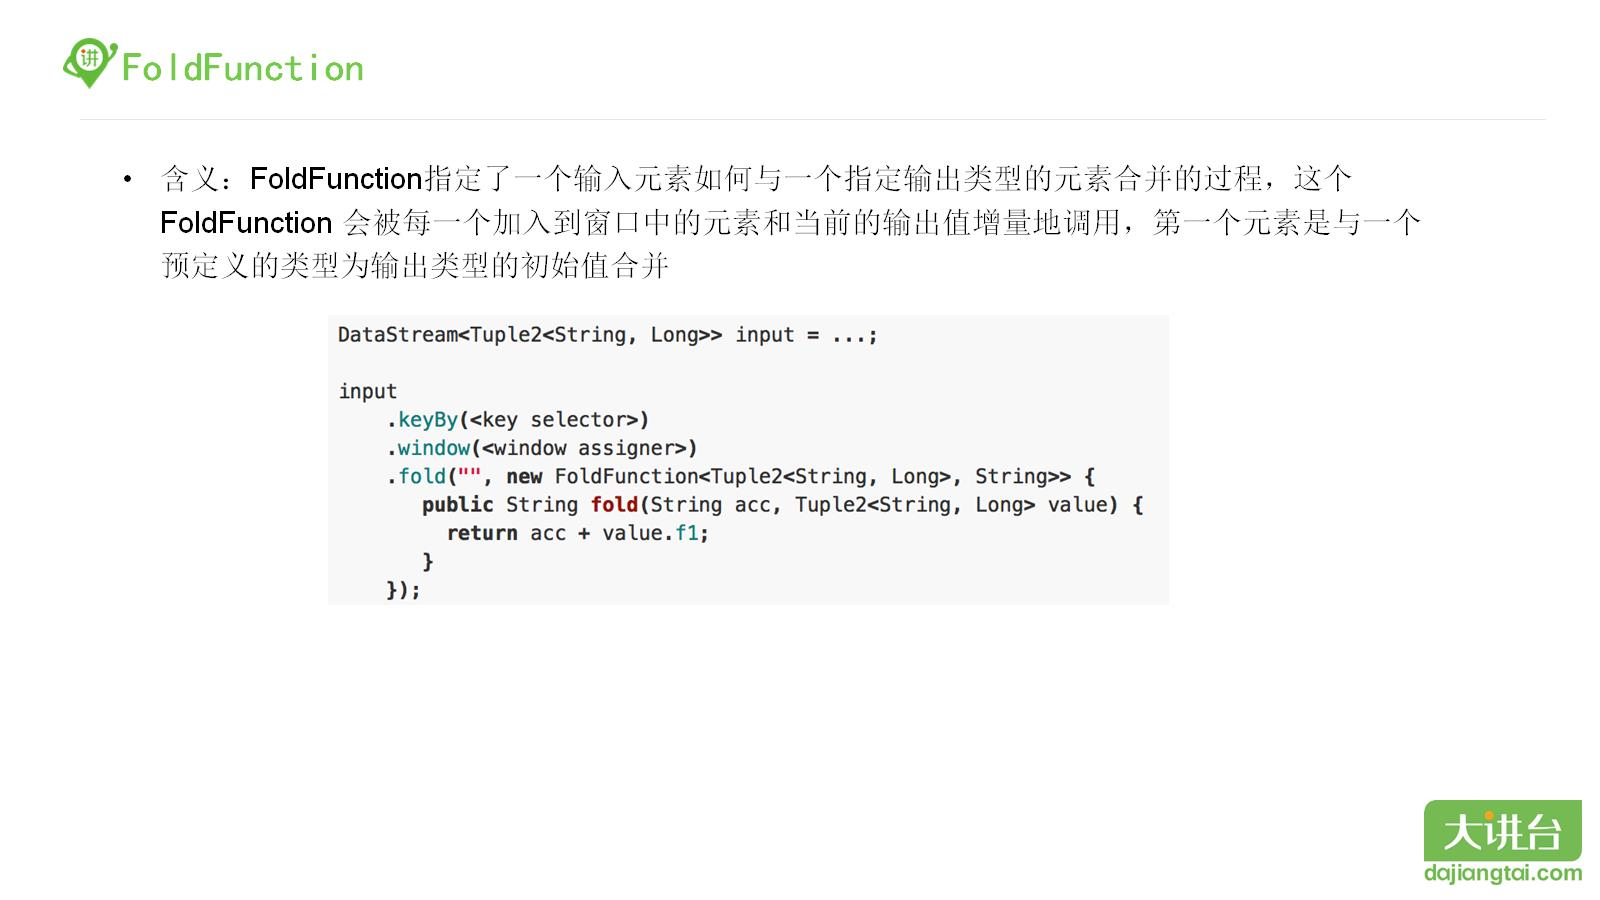 讲
FoldFunction
• 含义：FoldFunction指定了一个输入元素如何与一个指定输出类型的元素合并的过程，这个
FoldFunction 会被每一个加入到窗口中的元素和当前的输出值增量地调用，第一个元素是与一个
预定义的类型为输出类型的初始值合并
DataStream<Tuple2<String, Long>> input = ...;
input
    .keyBy(<key selector>)
    .window(<window assigner>)
    .fold("", new FoldFunction<Tuple2<String, Long>, String>> {
       public String fold(String acc, Tuple2<String, Long> value) {
         return acc + value.f1;
       }
    });
大讲台
dajiangtai.com